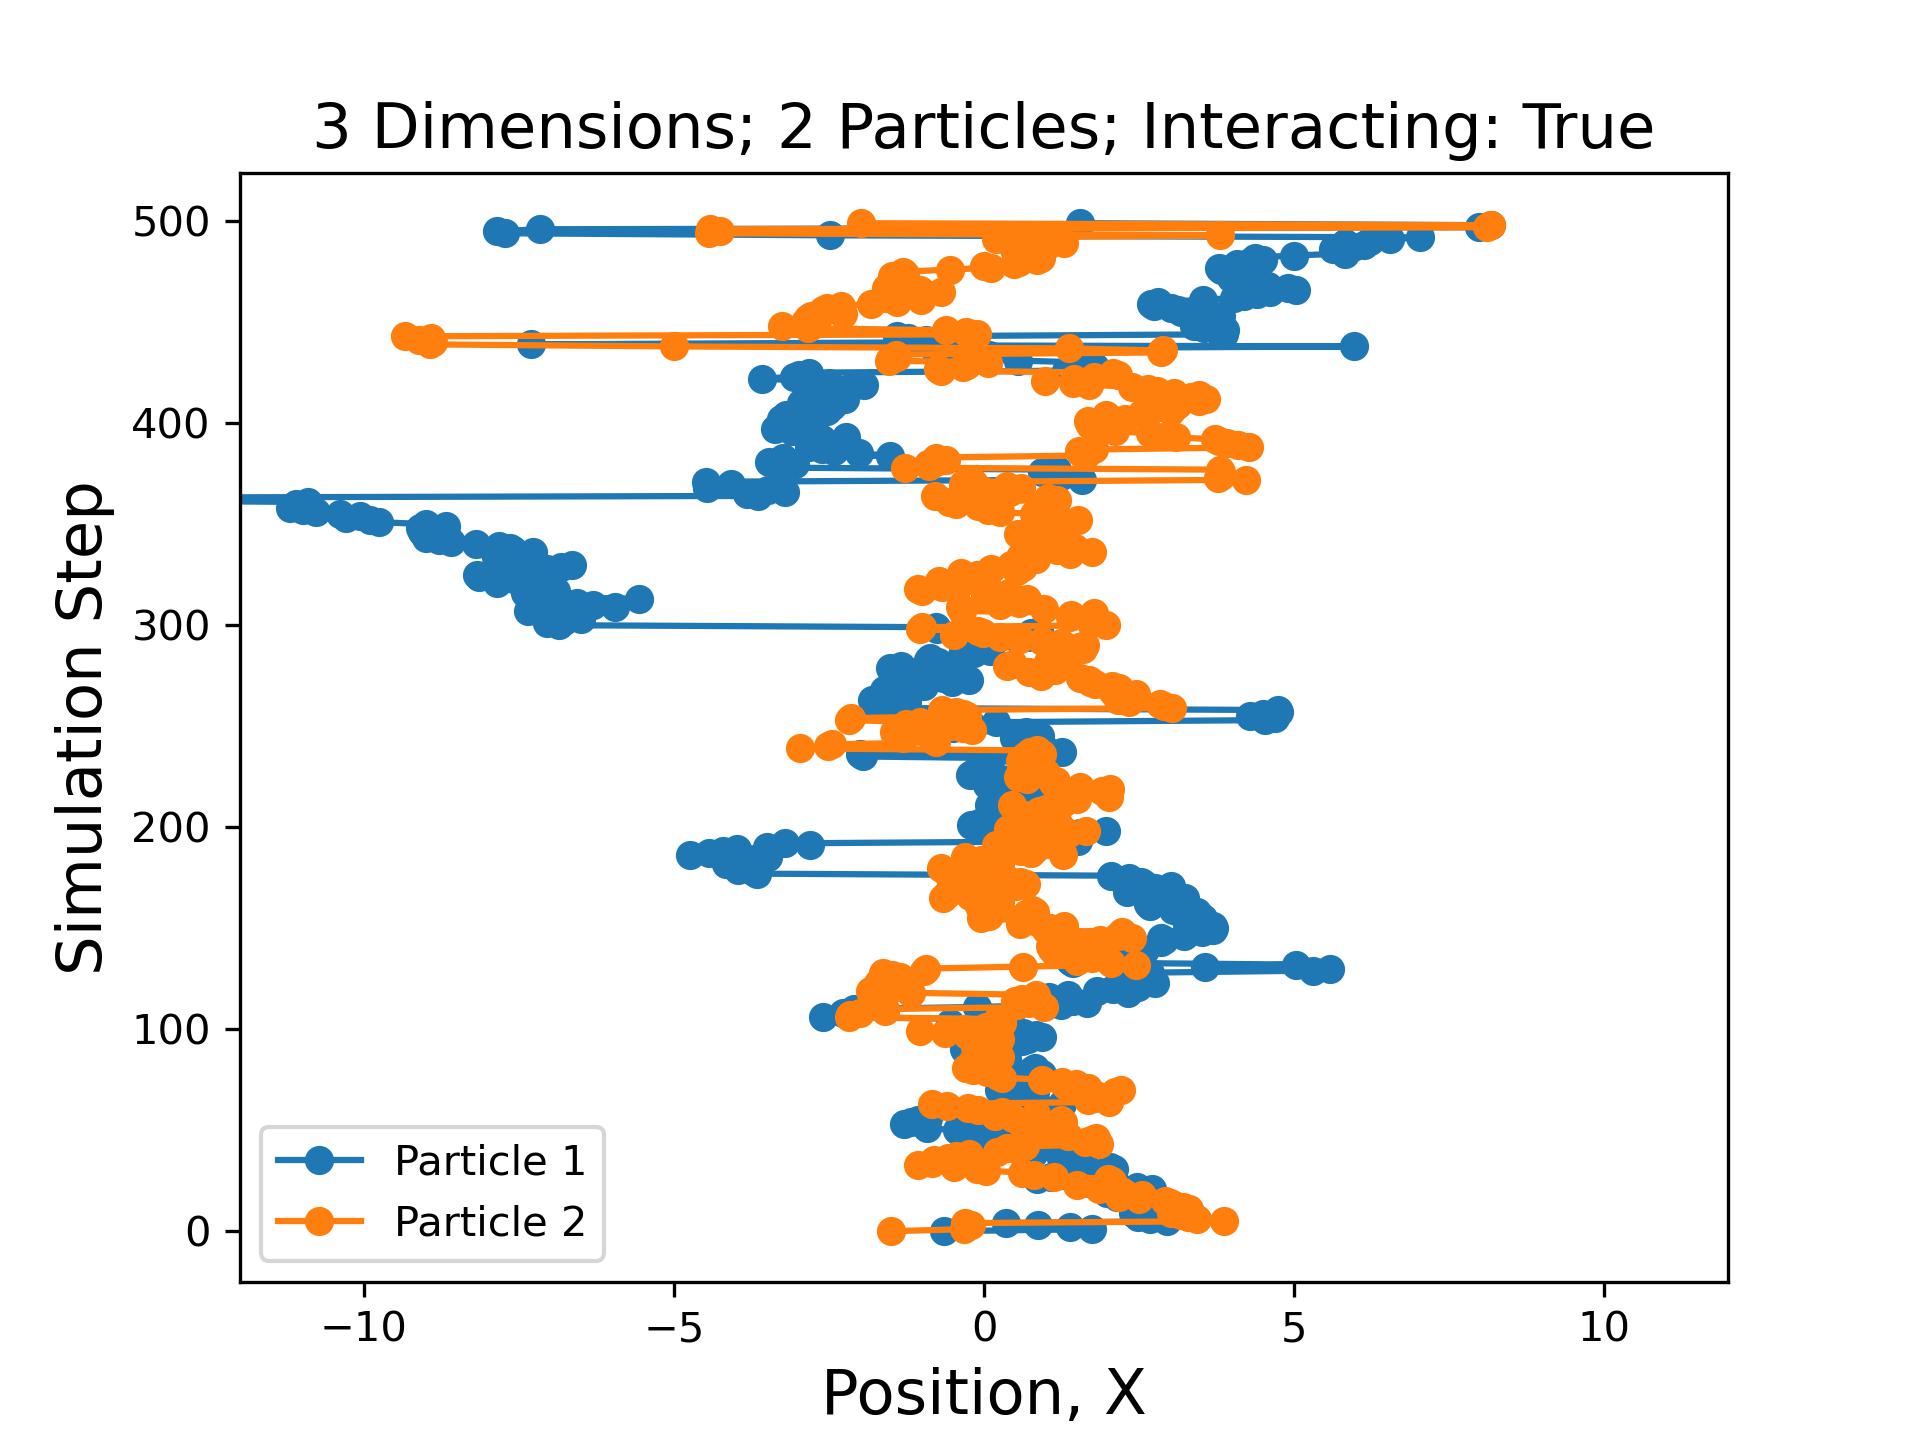 3 Dimensions; 2 Particles; Interacting: True
Simulation Step
500
400
300
200
100
0
Particle 1
Particle 2
−10
−5
0
5
10
Position, X